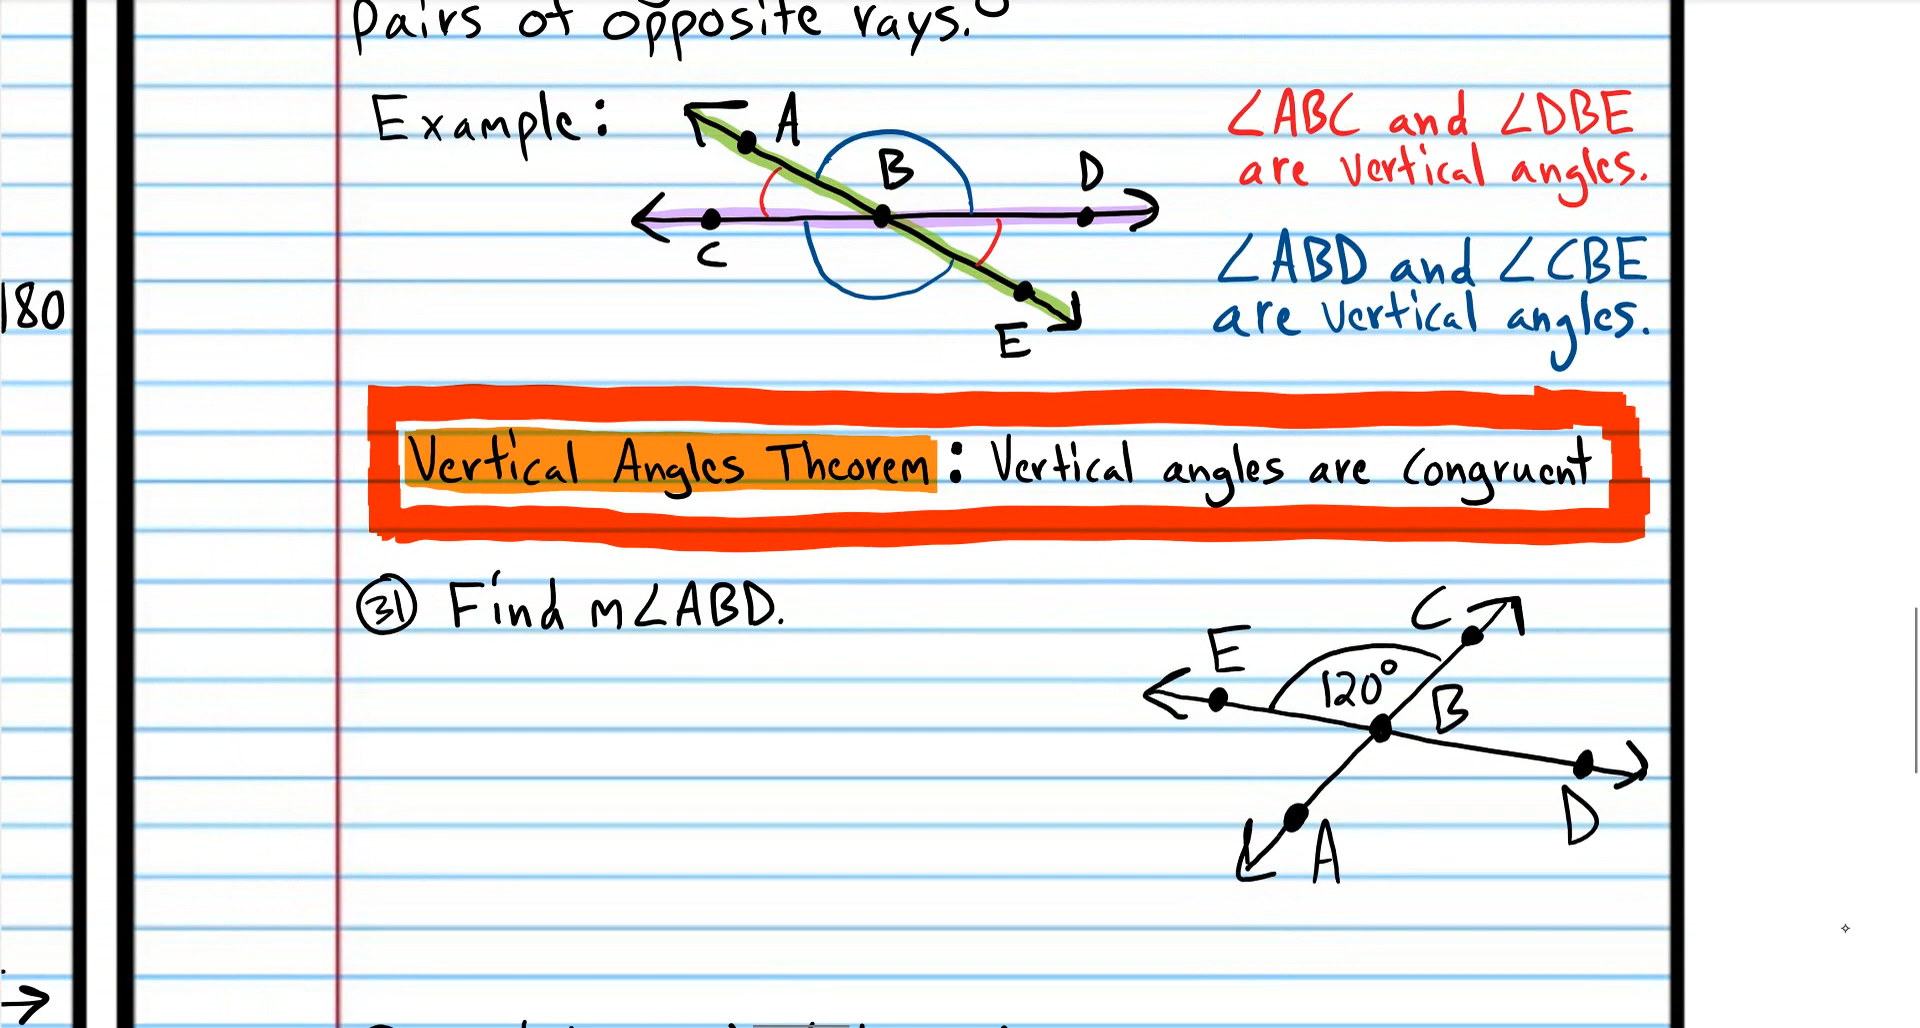 pairs of opposite rays.
Example:
A
B
D
C
E
∠ABC and ∠DBE
are vertical angles.
∠ABD and ∠CBE
are vertical angles.
180
Vertical Angles Theorem: Vertical angles are congruent
31 Find m∠ABD.
C
E
120°
B
D
A